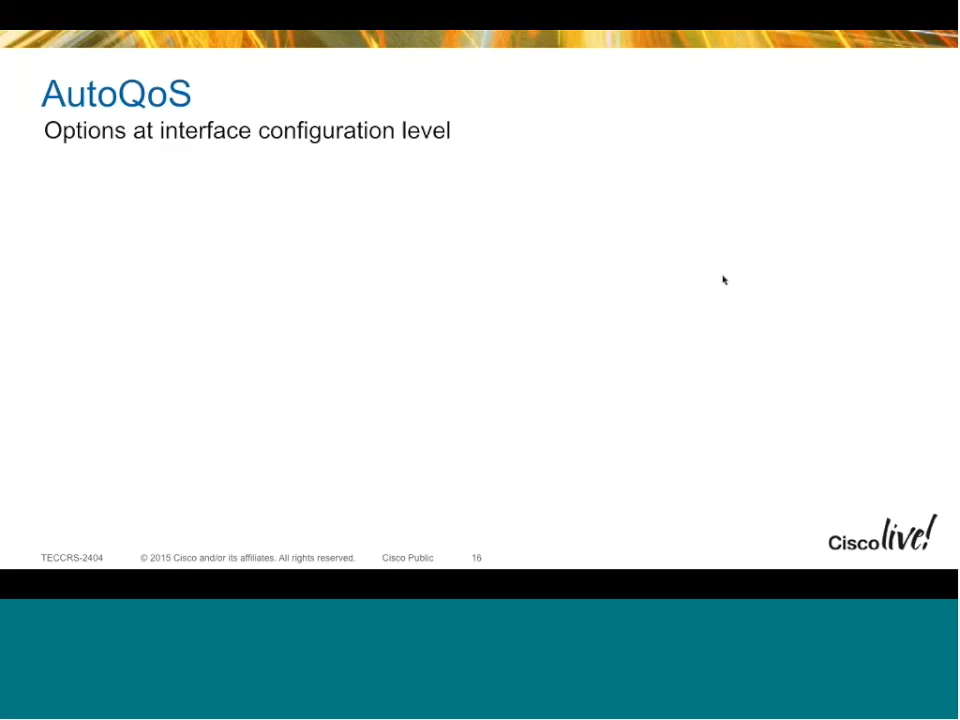 AutoQoS
Options at interface configuration level
Cisco live!
TECCRS-2404 © 2015 Cisco and/or its affiliates. All rights reserved. Cisco Public 16